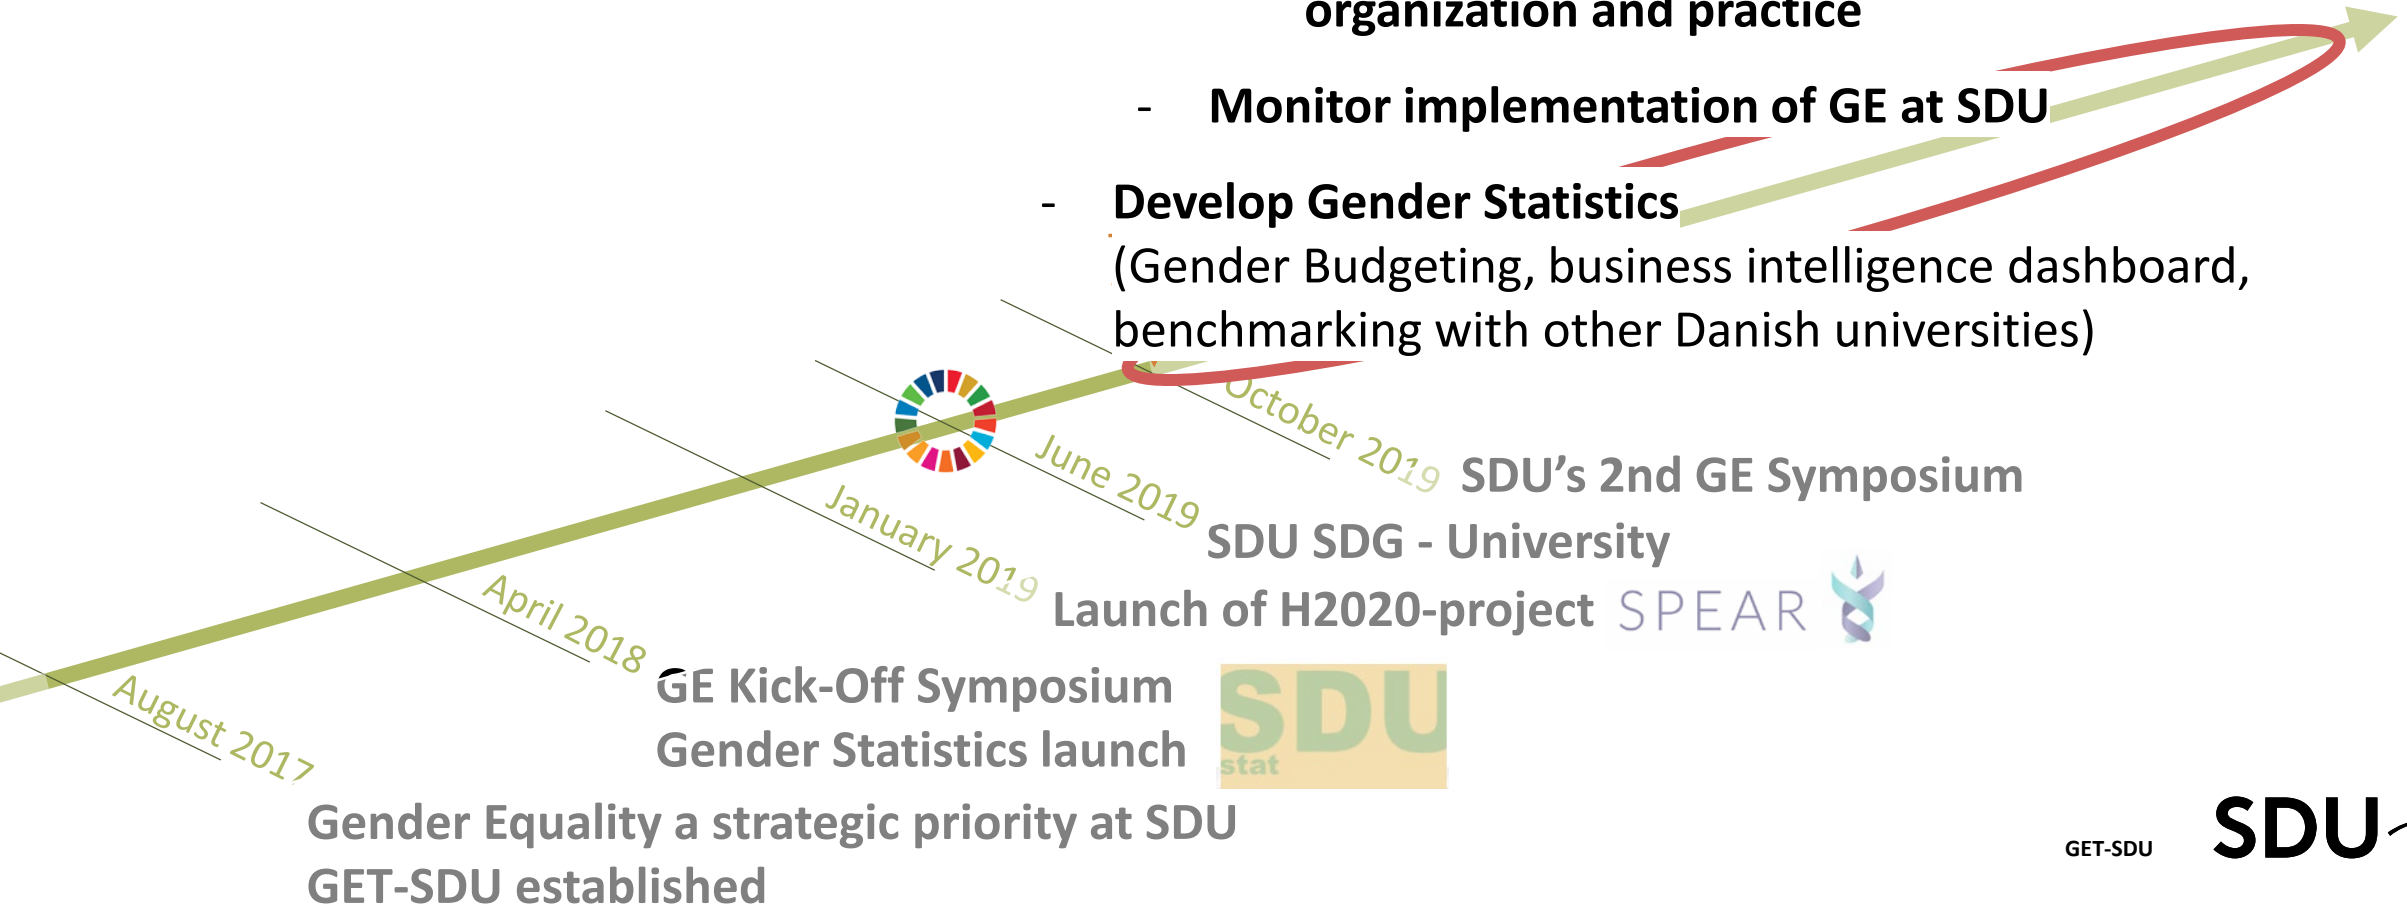 organization and practice
- Monitor implementation of GE at SDU
- Develop Gender Statistics
(Gender Budgeting, business intelligence dashboard,
benchmarking with other Danish universities)
October 2019
SDU’s 2nd GE Symposium
June 2019
SDU SDG - University
January 2019
Launch of H2020-project SPEAR
April 2018
GE Kick-Off Symposium
Gender Statistics launch
SDU
stat
August 2017
Gender Equality a strategic priority at SDU
GET-SDU established
GET-SDU
SDU